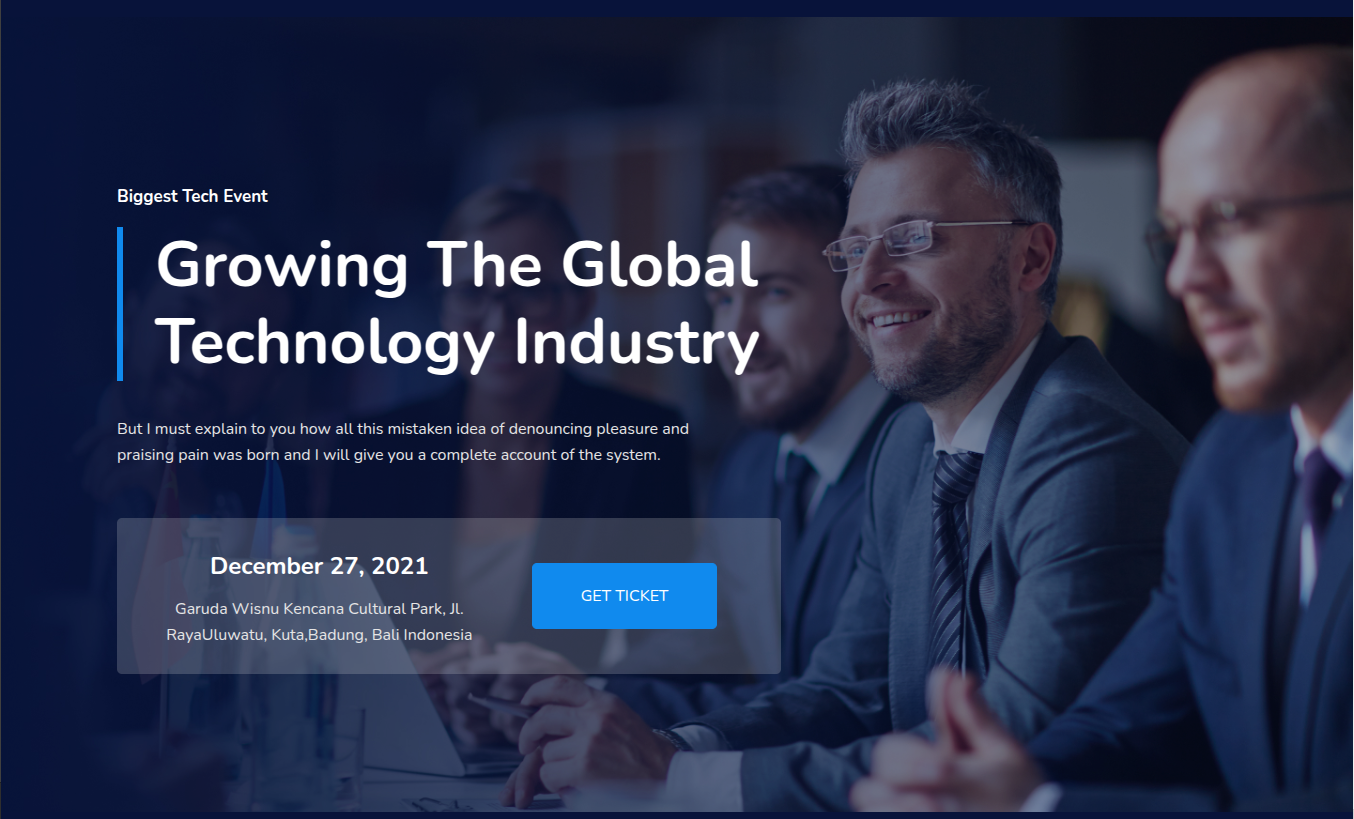 Biggest Tech Event
Growing The Global
Technology Industry
But I must explain to you how all this mistaken idea of denouncing pleasure and
praising pain was born and I will give you a complete account of the system.
December 27, 2021
Garuda Wisnu Kencana Cultural Park, Jl.
RayaUluwatu, Kuta,Badung, Bali Indonesia
GET TICKET